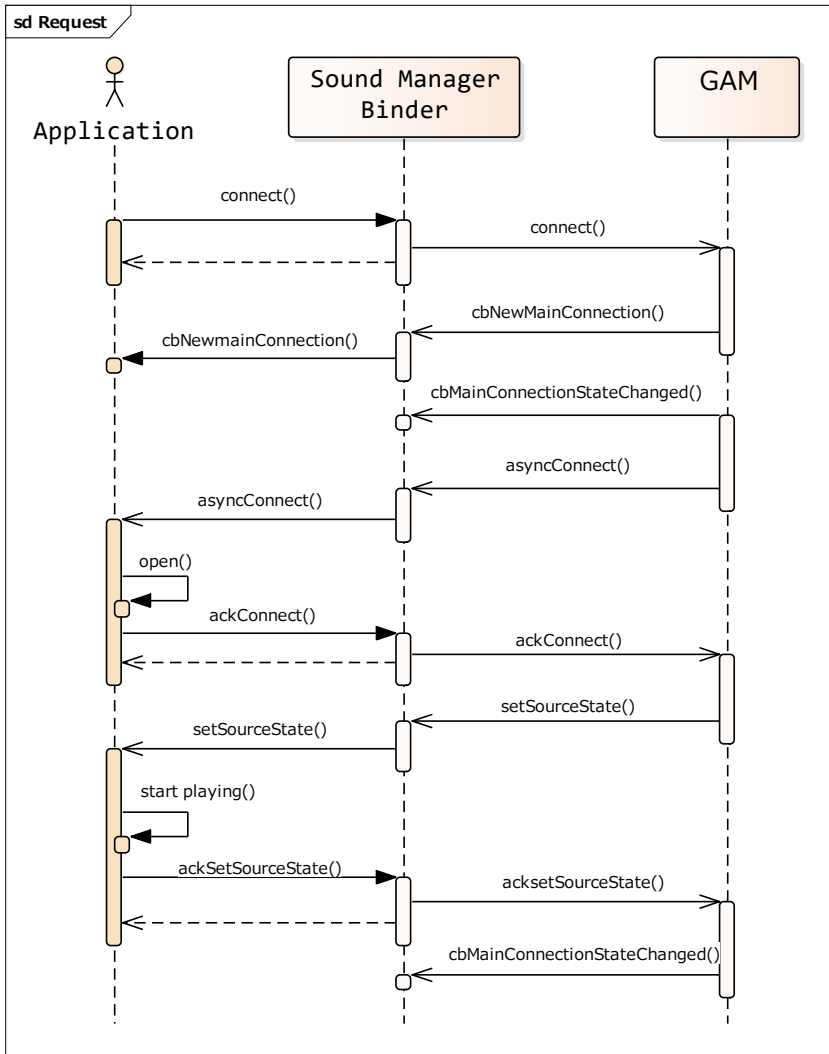 sd Request
Sound Manager
Binder
GAM
Application
connect()
connect()
cbNewMainConnection()
cbNewmainConnection()
cbMainConnectionStateChanged()
asyncConnect()
asyncConnect()
open()
ackConnect()
ackConnect()
setSourceState()
setSourceState()
start playing()
ackSetSourceState()
acksetSourceState()
cbMainConnectionStateChanged()